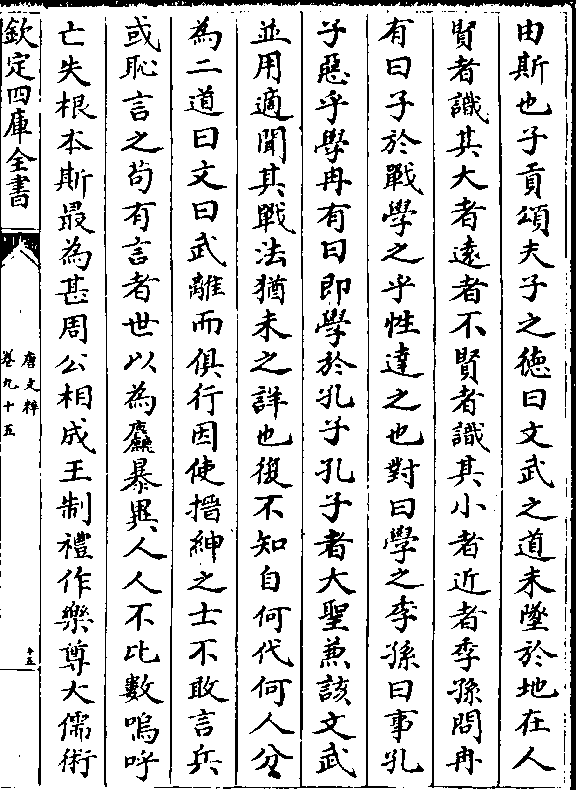 由斯也子貢頌夫子之徳曰文武之道未墜於地在人
賢者識其大者逺者不賢者識其小者近者季孫問冉
有曰子於戰學之乎性達之也對曰學之季孫曰事孔
子惡乎學冉有曰即學於孔子孔子者大聖兼該文武
並用適聞其戰法猶未之詳也復不知自何代何人分
為二道曰文曰武離而俱行因使搢紳之士不敢言兵
或恥言之茍有言者世以為麤暴異人人不比數嗚呼
亡失根本斯最為甚周公相成王制禮作樂尊大儒術
欽定四庫全書
唐文粹
卷九十五
十五